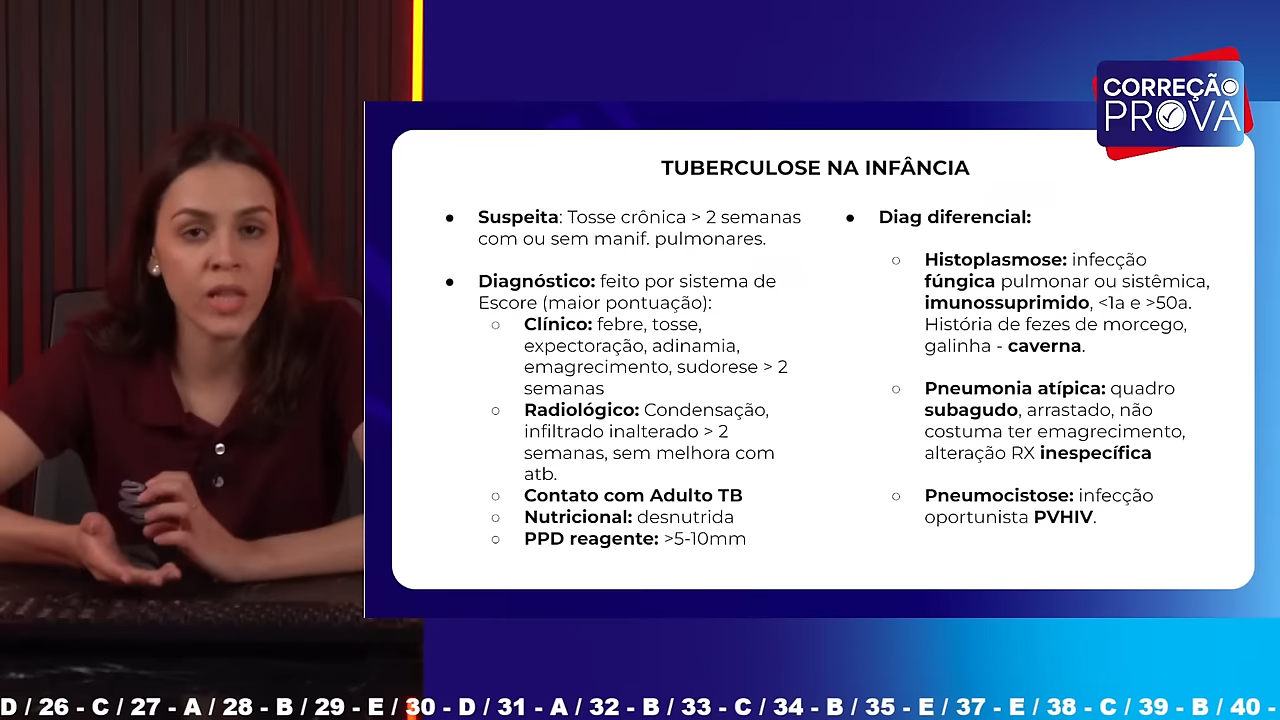 CORREÇÃO
PROVA
TUBERCULOSE NA INFÂNCIA
● Suspeita: Tosse crônica > 2 semanas
com ou sem manif. pulmonares.
● Diagnóstico: feito por sistema de
Escore (maior pontuação):
○ Clínico: febre, tosse,
expectoração, adinamia,
emagrecimento, sudorese > 2
semanas
○ Radiológico: Condensação,
infiltrado inalterado > 2
semanas, sem melhora com
atb.
○ Contato com Adulto TB
○ Nutricional: desnutrida
○ PPD reagente: >5-10mm
● Diag diferencial:
○ Histoplasmose: infecção
fúngica pulmonar ou sistêmica,
imunossuprimido, <1a e >50a.
História de fezes de morcego,
galinha - caverna.
○ Pneumonia atípica: quadro
subagudo, arrastado, não
costuma ter emagrecimento,
alteração RX inespecífica
○ Pneumocistose: infecção
oportunista PVHIV.
D / 26 - C / 27 - A / 28 - B / 29 - E / 30 - D / 31 - A / 32 - B / 33 - C / 34 - B / 35 - E / 37 - E / 38 - C / 39 - B / 40 -